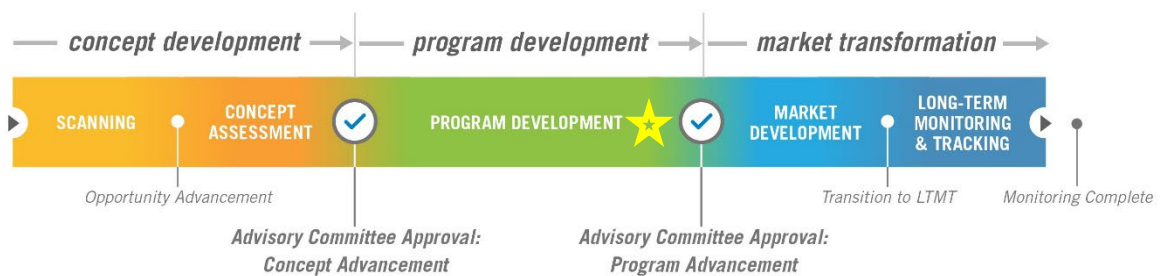 concept development
program development
market transformation
SCANNING
CONCEPT
ASSESSMENT
PROGRAM DEVELOPMENT
MARKET
DEVELOPMENT
LONG-TERM
MONITORING
& TRACKING
Opportunity Advancement
Transition to LTMT
Monitoring Complete
Advisory Committee Approval:
Concept Advancement
Advisory Committee Approval:
Program Advancement